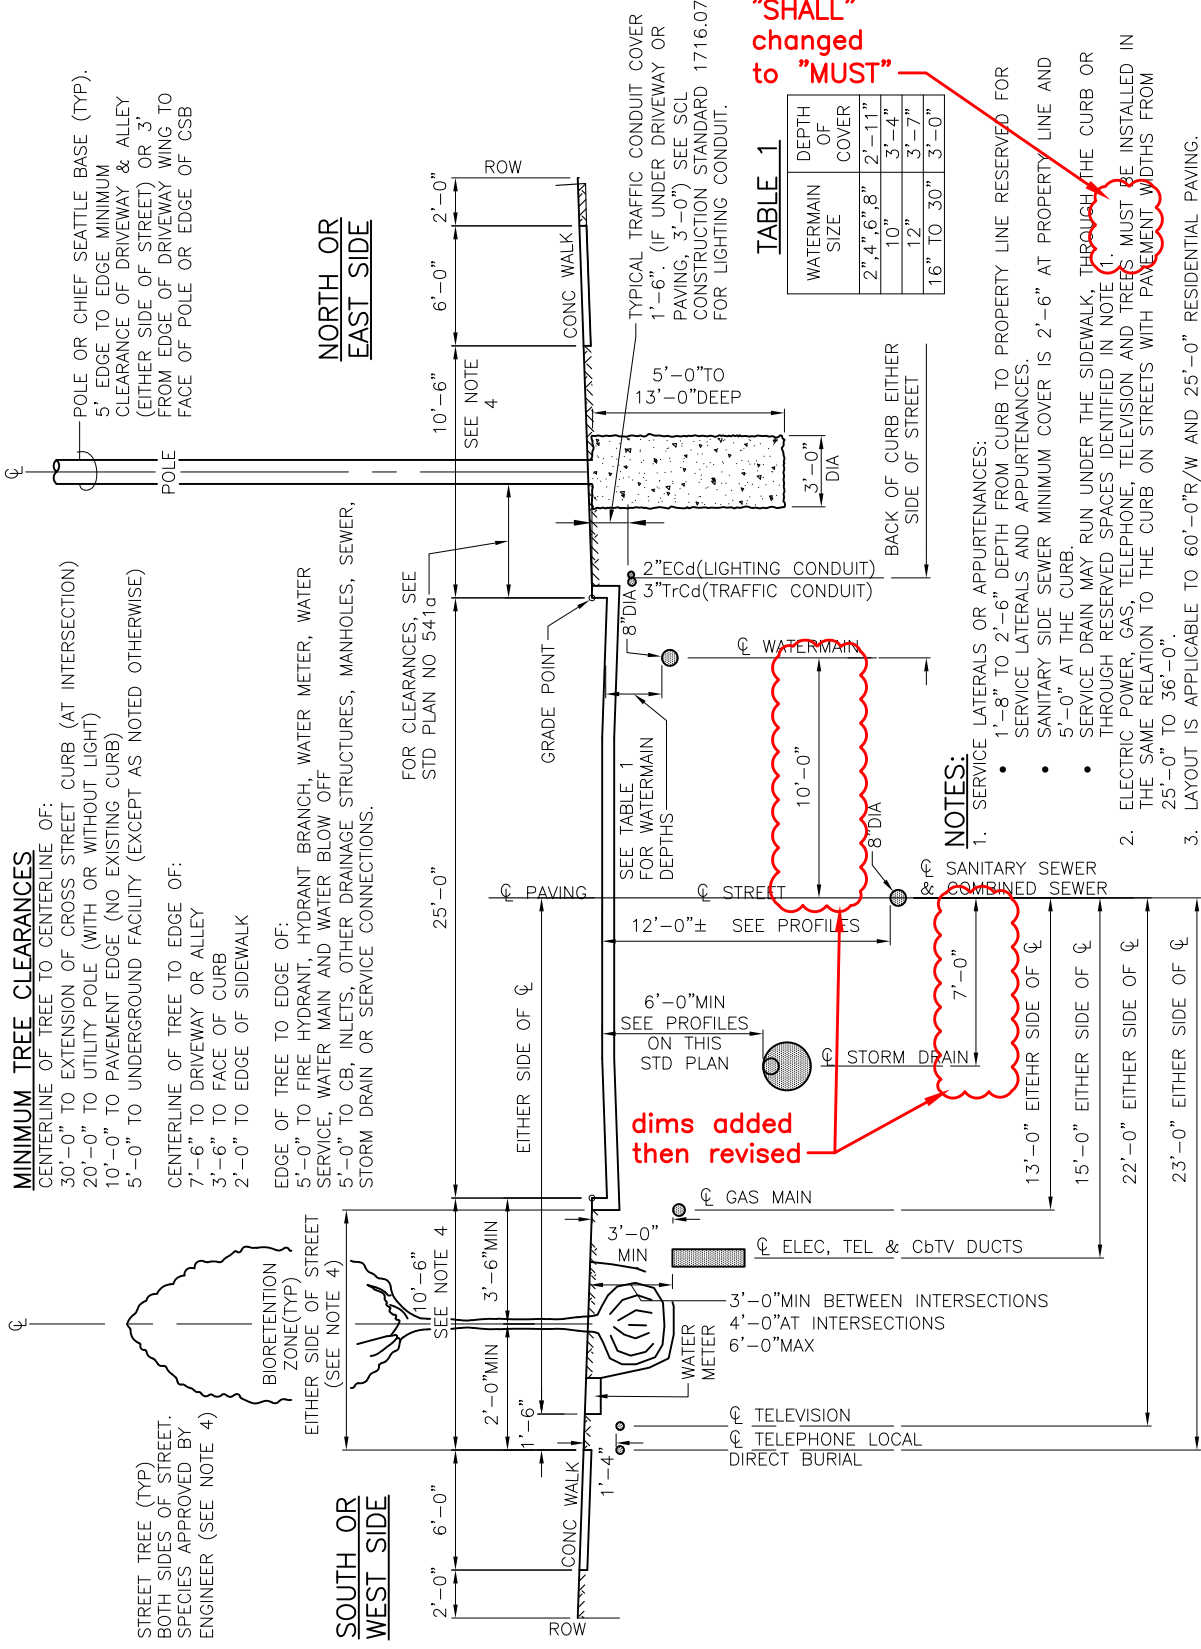 "SHALL"
changed
to "MUST"
POLE OR CHIEF SEATTLE BASE (TYP).
5' EDGE TO EDGE MINIMUM
CLEARANCE OF DRIVEWAY & ALLEY
(EITHER SIDE OF STREET) OR 3'
FROM EDGE OF DRIVEWAY WING TO
FACE OF POLE OR EDGE OF CSB
NORTH OR
EAST SIDE
ROW
2'-0"
6'-0"
CONC WALK
10'-6"
SEE NOTE
4
℄
POLE
TYPICAL TRAFFIC CONDUIT COVER
1'-6". (IF UNDER DRIVEWAY OR
PAVING, 3'-0") SEE SCL
CONSTRUCTION STANDARD 1716.07
FOR LIGHTING CONDUIT.
TABLE 1
WATERMAIN SIZE DEPTH OF COVER
2",4",6",8" 2'-11"
10" 3'-4"
12" 3'-7"
16" TO 30" 3'-0"
5'-0"TO
13'-0"DEEP
3'-0"
DIA
BACK OF CURB EITHER
SIDE OF STREET
2"ECd(LIGHTING CONDUIT)
3"TrCd(TRAFFIC CONDUIT)
8"DIA
℄ WATERMAIN
FOR CLEARANCES, SEE
STD PLAN NO 541a
GRADE POINT
MINIMUM TREE CLEARANCES
CENTERLINE OF TREE TO CENTERLINE OF:
30'-0" TO EXTENSION OF CROSS STREET CURB (AT INTERSECTION)
20'-0" TO UTILITY POLE (WITH OR WITHOUT LIGHT)
10'-0" TO PAVEMENT EDGE (NO EXISTING CURB)
5'-0" TO UNDERGROUND FACILITY (EXCEPT AS NOTED OTHERWISE)
CENTERLINE OF TREE TO EDGE OF:
7'-6" TO DRIVEWAY OR ALLEY
3'-6" TO FACE OF CURB
2'-0" TO EDGE OF SIDEWALK
EDGE OF TREE TO EDGE OF:
5'-0" TO FIRE HYDRANT, HYDRANT BRANCH, WATER METER, WATER
SERVICE, WATER MAIN AND WATER BLOW OFF
5'-0" TO CB, INLETS, OTHER DRAINAGE STRUCTURES, MANHOLES, SEWER,
STORM DRAIN OR SERVICE CONNECTIONS.
25'-0"
SEE TABLE 1
FOR WATERMAIN
DEPTHS
10'-0"
8"DIA
℄ PAVING
℄ STREET
℄ SANITARY SEWER
& COMBINED SEWER
12'-0"± SEE PROFILES
EITHER SIDE OF ℄
6'-0"MIN
SEE PROFILES
ON THIS
STD PLAN
℄ STORM DRAIN
7'-0"
dims added
then revised
13'-0" EITEHR SIDE OF ℄
15'-0" EITHER SIDE OF ℄
22'-0" EITHER SIDE OF ℄
23'-0" EITHER SIDE OF ℄
NOTES:
1. SERVICE LATERALS OR APPURTENANCES:
• 1'-8" TO 2'-6" DEPTH FROM CURB TO PROPERTY LINE RESERVED FOR
SERVICE LATERALS AND APPURTENANCES.
• SANITARY SIDE SEWER MINIMUM COVER IS 2'-6" AT PROPERTY LINE AND
5'-0" AT THE CURB.
• SERVICE DRAIN MAY RUN UNDER THE SIDEWALK, THROUGH THE CURB OR
THROUGH RESERVED SPACES IDENTIFIED IN NOTE 1.
2. ELECTRIC POWER, GAS, TELEPHONE, TELEVISION AND TREES MUST BE INSTALLED IN
THE SAME RELATION TO THE CURB ON STREETS WITH PAVEMENT WIDTHS FROM
25'-0" TO 36'-0".
3. LAYOUT IS APPLICABLE TO 60'-0"R/W AND 25'-0" RESIDENTIAL PAVING.
℄ GAS MAIN
℄ ELEC, TEL & CbTV DUCTS
3'-0"
MIN
3'-0"MIN BETWEEN INTERSECTIONS
4'-0"AT INTERSECTIONS
6'-0"MAX
WATER
METER
℄ TELEVISION
℄ TELEPHONE LOCAL
DIRECT BURIAL
℄
BIORETENTION
ZONE(TYP)
EITHER SIDE OF STREET
(SEE NOTE 4)
10'-6"
SEE NOTE 4
3'-6"MIN
2'-0"MIN
1'-6"
1'-4"
STREET TREE (TYP)
BOTH SIDES OF STREET.
SPECIES APPROVED BY
ENGINEER (SEE NOTE 4)
SOUTH OR
WEST SIDE
6'-0"
2'-0"
CONC WALK
ROW